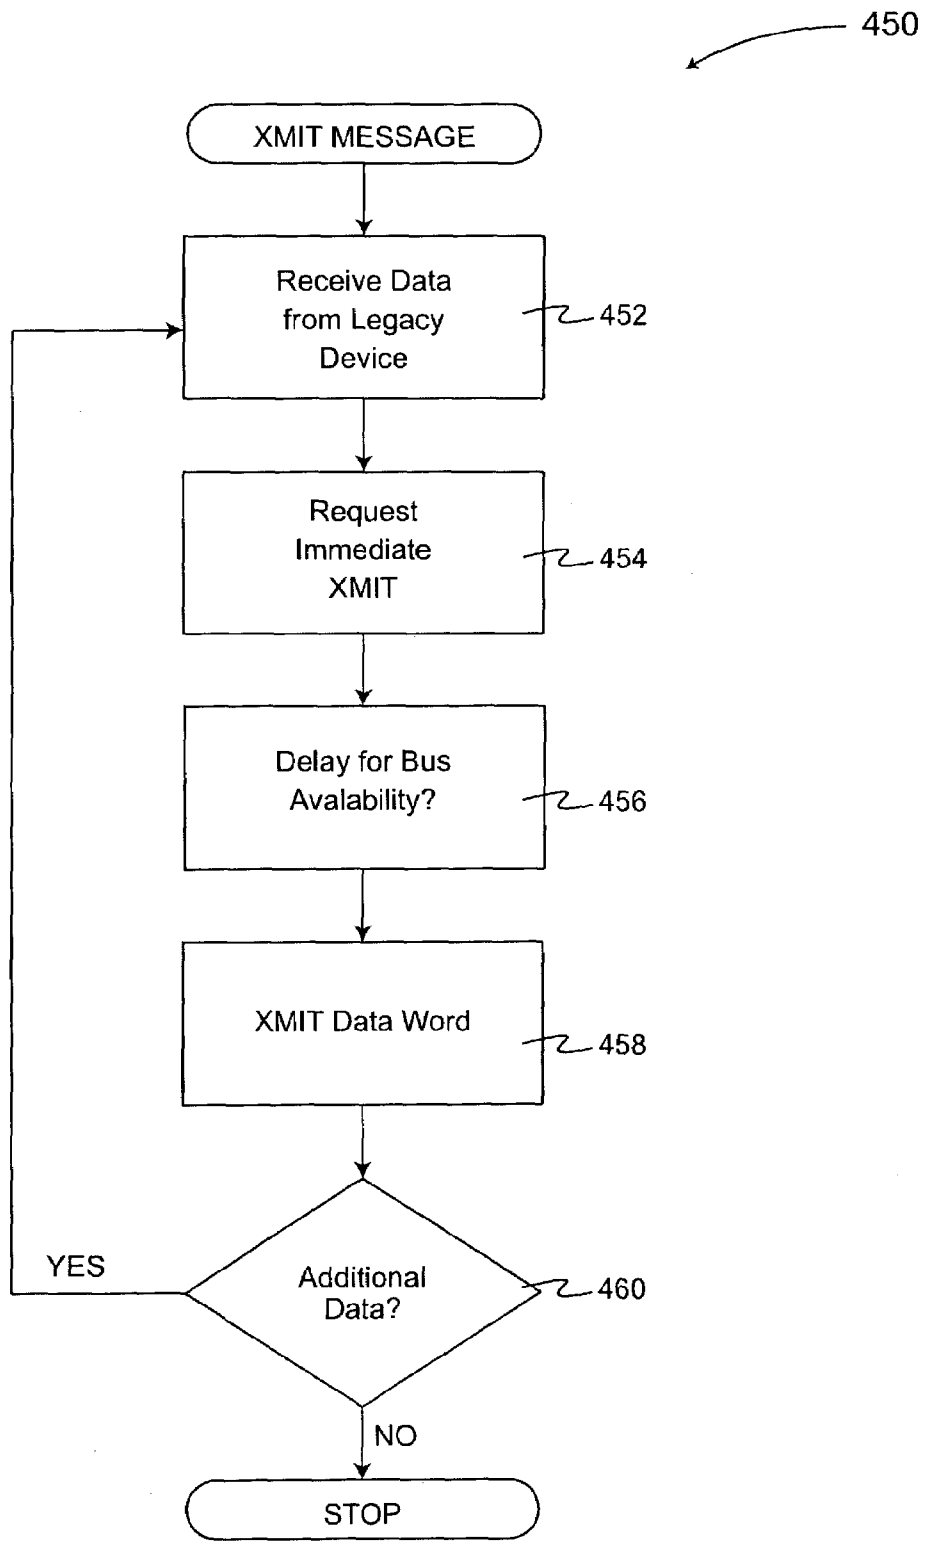 450
XMIT MESSAGE
Receive Data
from Legacy
Device
452
Request
Immediate
XMIT
454
Delay for Bus
Avalability?
456
XMIT Data Word
458
Additional
Data?
460
YES
NO
STOP